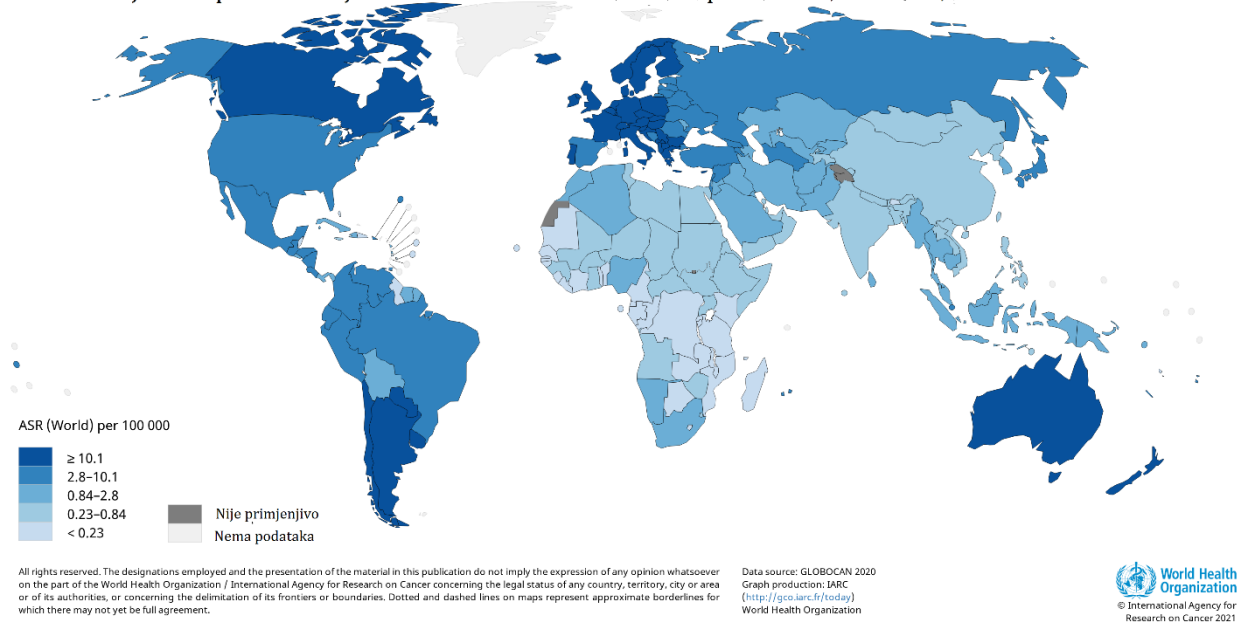 ASR (World) per 100 000
≥ 10.1
2.8–10.1
0.84–2.8
0.23–0.84
< 0.23
Nije primjenjivo
Nema podataka
All rights reserved. The designations employed and the presentation of the material in this publication do not imply the expression of any opinion whatsoever
on the part of the World Health Organization / International Agency for Research on Cancer concerning the legal status of any country, territory, city or area
or of its authorities, or concerning the delimitation of its frontiers or boundaries. Dotted and dashed lines on maps represent approximate borderlines for
which there may not yet be full agreement.
Data source: GLOBOCAN 2020
Graph production: IARC
(http://gco.iarc.fr/today)
World Health Organization
World Health
Organization
© International Agency for
Research on Cancer 2021